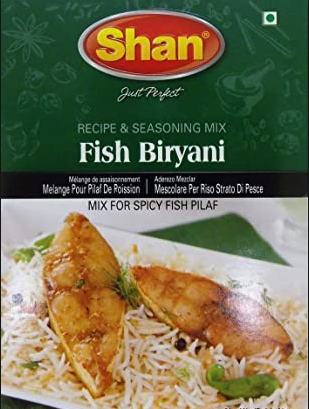 Shan®
Just Perfect
RECIPE & SEASONING MIX
Fish Biryani
Mélange de assaisonnement
Melange Pour Pilaf De Roission
Aderezo Mezclar
Mescolare Per Riso Strato Di Pesce
MIX FOR SPICY FISH PILAF